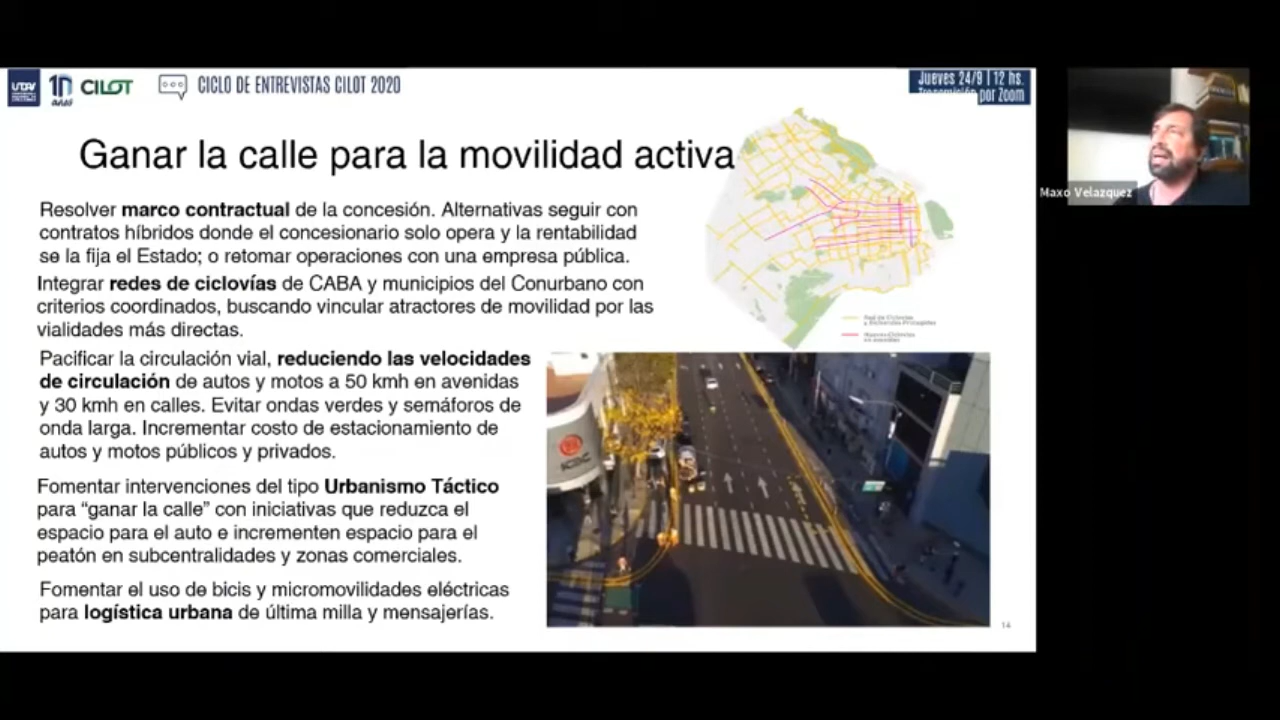 10
años
CILOT
CICLO DE ENTREVISTAS CILOT 2020
Jueves 24/9 | 12 hs.
Transmisión por Zoom
Ganar la calle para la movilidad activa
Resolver marco contractual de la concesión. Alternativas seguir con
contratos híbridos donde el concesionario solo opera y la rentabilidad
se la fija el Estado; o retomar operaciones con una empresa pública.
Integrar redes de ciclovías de CABA y municipios del Conurbano con
criterios coordinados, buscando vincular atractores de movilidad por las
vialidades más directas.
Pacificar la circulación vial, reduciendo las velocidades
de circulación de autos y motos a 50 kmh en avenidas
y 30 kmh en calles. Evitar ondas verdes y semáforos de
onda larga. Incrementar costo de estacionamiento de
autos y motos públicos y privados.
Fomentar intervenciones del tipo Urbanismo Táctico
para “ganar la calle” con iniciativas que reduzca el
espacio para el auto e incrementen espacio para el
peatón en subcentralidades y zonas comerciales.
Fomentar el uso de bicis y micromovilidades eléctricas
para logística urbana de última milla y mensajerías.
ICBC
14
Maxo Velazquez